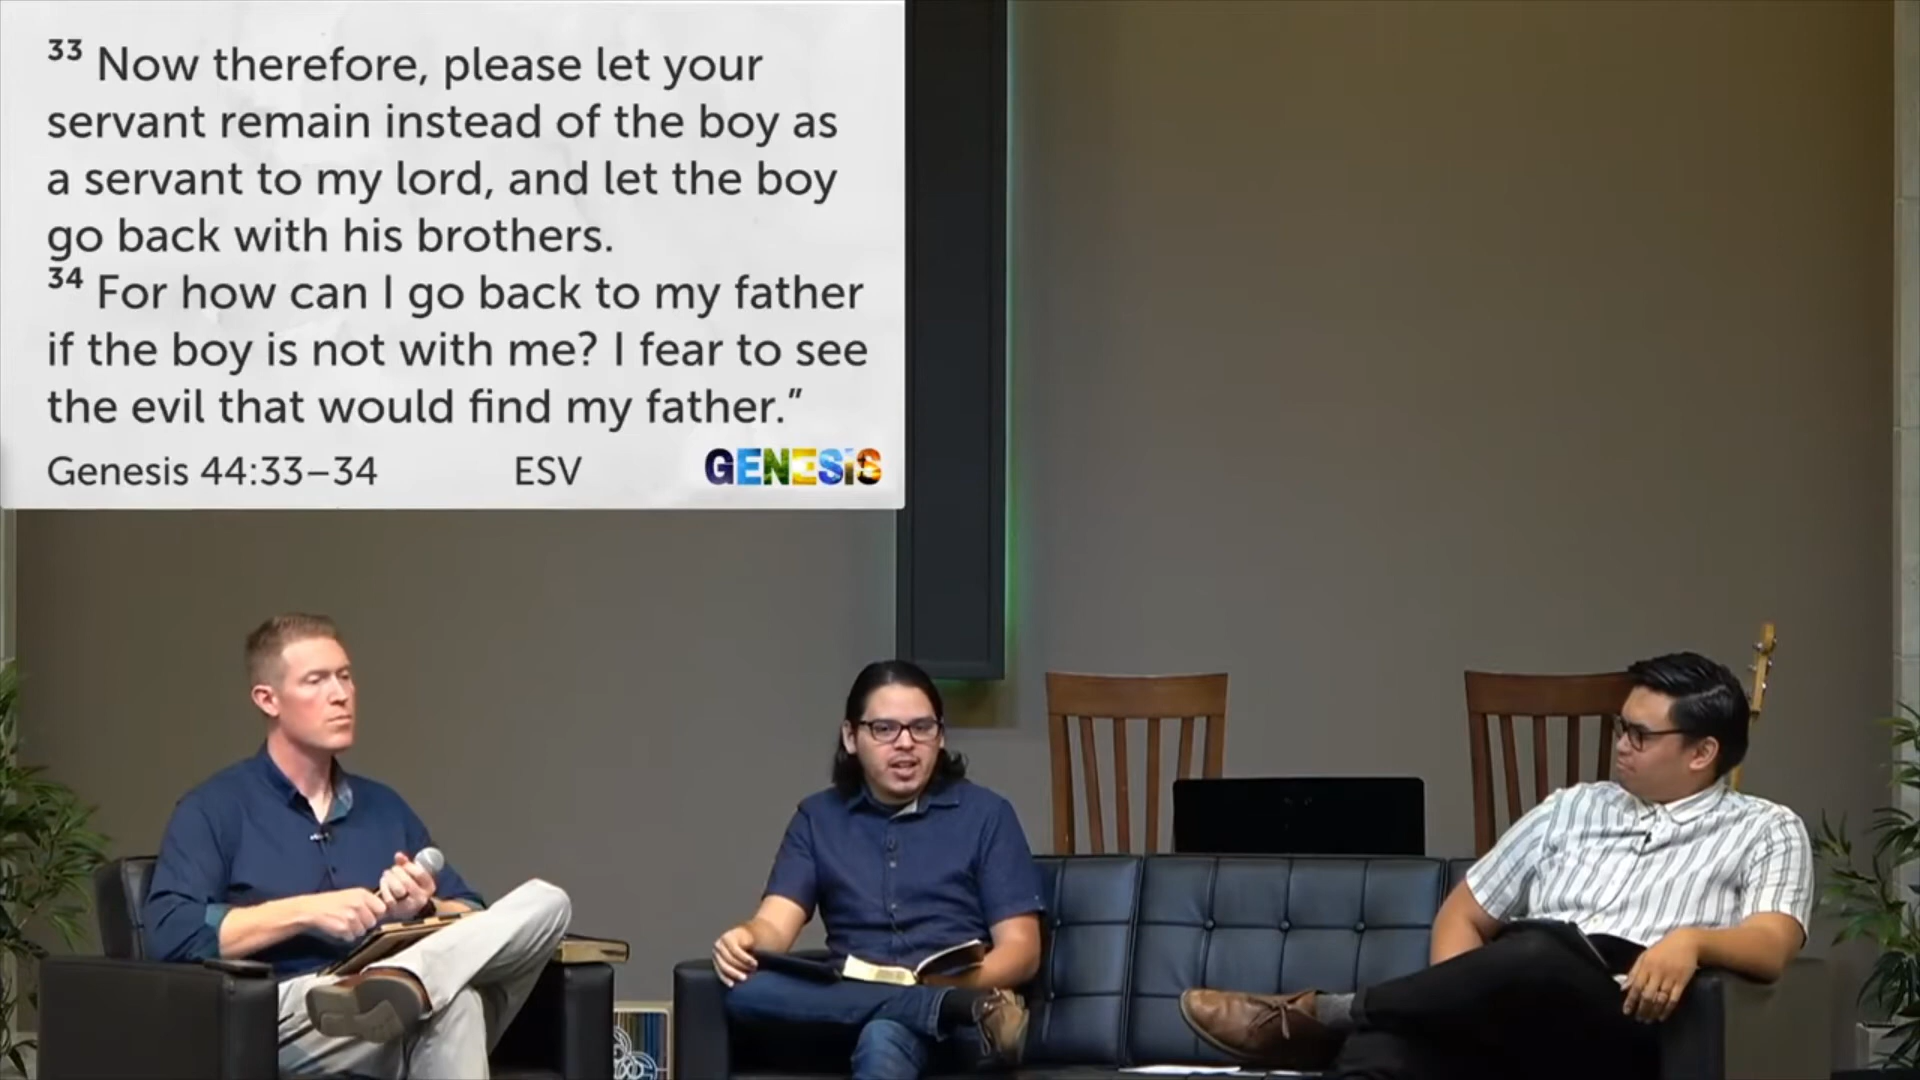 33 Now therefore, please let your
servant remain instead of the boy as
a servant to my lord, and let the boy
go back with his brothers.
34 For how can I go back to my father
if the boy is not with me? I fear to see
the evil that would find my father.”
Genesis 44:33–34 ESV GENESIS